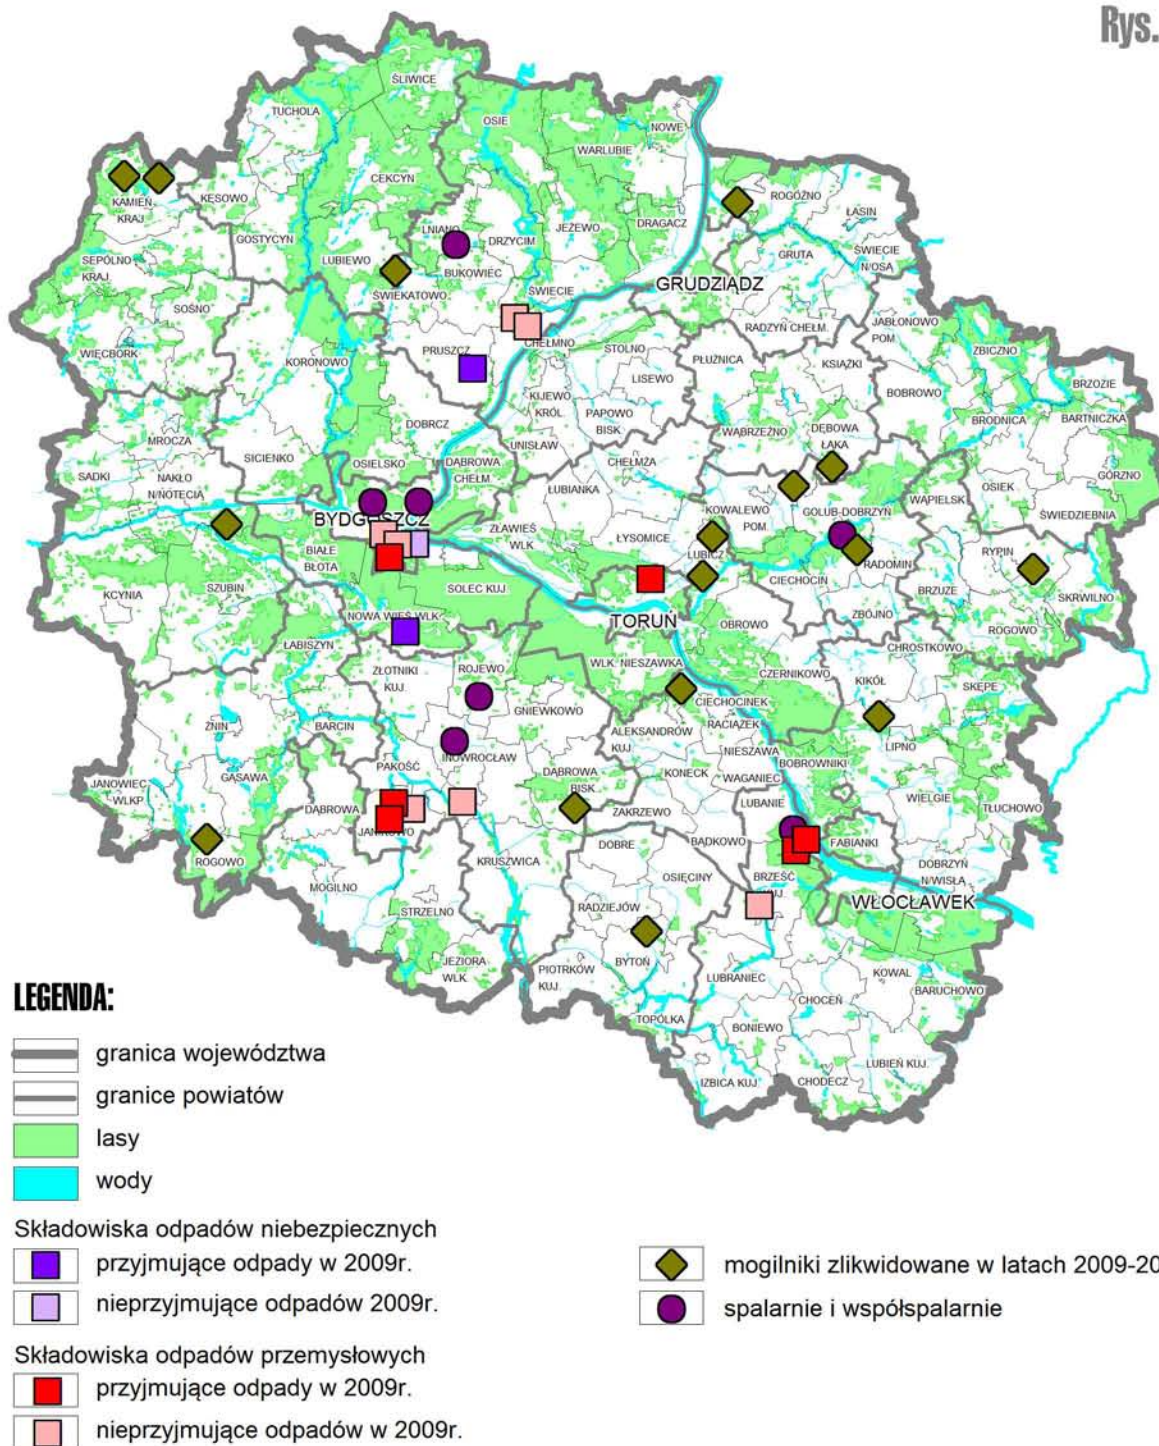 Rys.
ŚLIWICE
TUCHOLA
OSIE
NOWE
WARLUBIE
CEKCYN
KAMIEŃ
KRAJ
KĘSOWO
ROGÓŹNO
ŁASIN
DRAGACZ
LNIANO
DRZYCIM
JEŻEWO
GOSTYCYN
LUBIEWO
BUKOWIEC
GRUTA
ŚWIECIE
N/OSĄ
SEPÓLNO
KRAJ.
ŚWIEKATOWO
ŚWIECIE
GRUDZIĄDZ
SOŚNO
RADZYŃ CHEŁM.
JABŁONOWO
POM.
WIĘCBORK
KORONOWO
PRUSZCZ
CHEŁMNO
STOLNO
PŁUŻNICA
KSIĄŻKI
ZBICZNO
LISEWO
BRZOZIE
KIJEWO
KRÓL
PAPOWO
BISK
BOBROWO
BRODNICA
BARTNICZKA
MROCZA
DOBRCZ
UNISŁAW
WĄBRZEŹNO
DĘBOWA
ŁĄKA
SADKI
NAKŁO
N/NOTECIĄ
SICIENKO
OSIELSKO
DĄBROWA
CHEŁM
CHEŁMŻA
GÓRZNO
ŁUBIANKA
KOWALEWO
POM.
GOLUB-DOBRZYŃ
WĄPIELSK
OSIEK
ŚWIEDZIEBNIA
BYDGOSZCZ
ZŁAWIEŚ
WLK
ŁYSOMICE
LUBICZ
RADOMIN
RYPIN
BIAŁE
BŁOTA
SZUBIN
SOLEC KUJ.
CIECHOCIN
BRZUZE
SKRWILNO
KCYNIA
NOWA WIEŚ WLK.
TORUŃ
OBROWO
ZBÓJNO
ROGOWO
ŁABISZYN
CHROSTKOWO
ZŁOTNIKI
KUJ.
ROJEWO
WLK. NIESZAWKA
CZERNIKOWO
KIKÓŁ
SKĘPE
GNIEWKOWO
CIECHOCINEK
ŻNIN
BARCIN
ALEKSANDRÓW
KUJ
RACIĄŻEK
LIPNO
NIESZAWA
BOBROWNIKI
INOWROCŁAW
PAKOŚĆ
JANOWIEC
WLKP
GĄSAWA
DĄBROWA
BISK
KONECK
WAGANIEC
WIELGIE
TŁUCHOWO
DĄBROWA
ZAKRZEWO
LUBANIE
JANIKOWO
ROGOWO
KRUSZWICA
DOBRE
BĄDKOWO
FABIANKI
DOBRZYŃ
N/WISŁĄ
MOGILNO
OSIĘCINY
BRZEŚĆ
WŁOCŁAWEK
STRZELNO
RADZIEJÓW
JEZIORA
WLK.
PIOTRKÓW
KUJ.
BYTOŃ
LUBRANIEC
KOWAL
BARUCHOWO
CHOCEŃ
TOPÓLKA
BONIEWO
LUBIEŃ KUJ.
IZBICA KUJ.
CHODECZ
LEGENDA:
granica województwa
granice powiatów
lasy
wody
Składowiska odpadów niebezpiecznych
przyjmujące odpady w 2009r.
nieprzyjmujące odpadów 2009r.
Składowiska odpadów przemysłowych
przyjmujące odpady w 2009r.
nieprzyjmujące odpadów w 2009r.
mogilniki zlikwidowane w latach 2009-20
spalarnie i współspalarnie